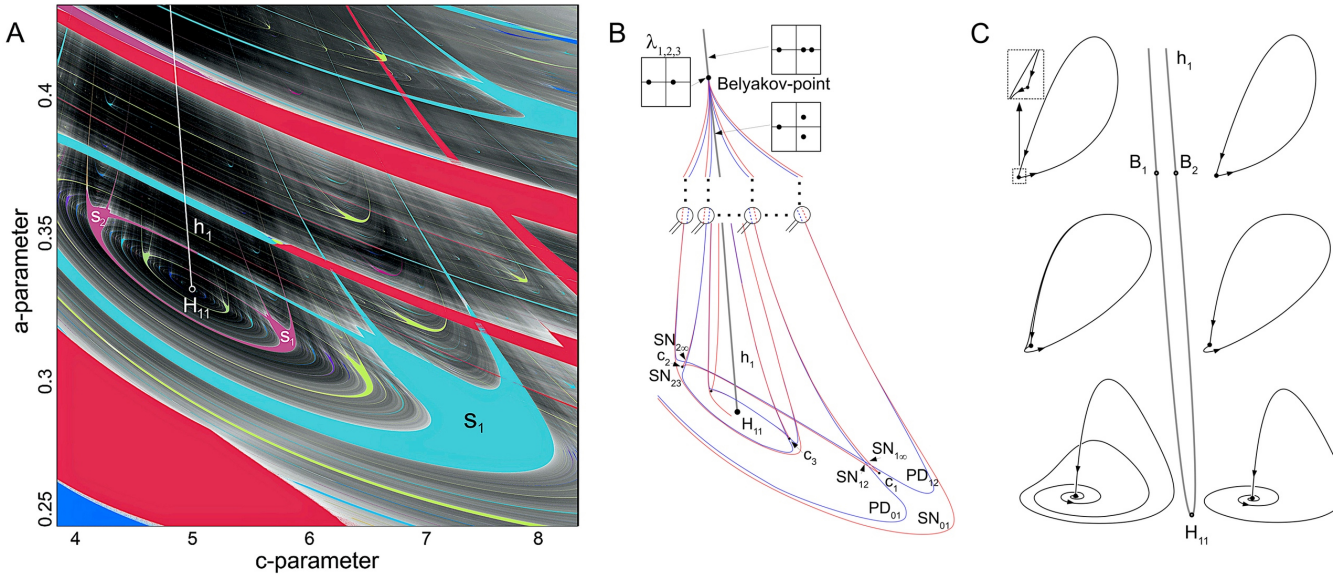 A
0.4
0.35
0.3
0.25
a-parameter
4
5
6
7
8
c-parameter
h₁
H₁₁
s₂
s₁
S₁
B
λ₁,₂,₃
Belyakov-point
SN₂∞
c₂
SN₂₃
h₁
H₁₁
c₃
SN₁∞
SN₁₂
c₁
PD₁₂
PD₀₁
SN₀₁
C
h₁
B₁
B₂
H₁₁